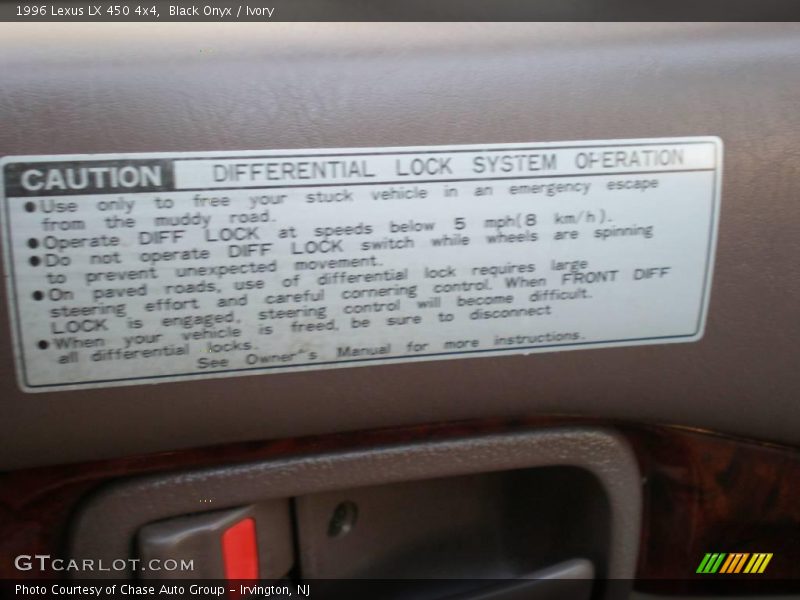 1996 Lexus LX 450 4x4, Black Onyx / Ivory
CAUTION DIFFERENTIAL LOCK SYSTEM OPERATION
●Use only to free your stuck vehicle in an emergency escape
from the muddy road.
●Operate DIFF LOCK at speeds below 5 mph(8 km/h).
●Do not operate DIFF LOCK switch while wheels are spinning
to prevent unexpected movement.
●On paved roads, use of differential lock requires large
steering effort and careful cornering control. When FRONT DIFF
LOCK is engaged, steering control will become difficult.
●When your vehicle is freed, be sure to disconnect
all differential locks.
See Owner's Manual for more instructions.
GTCARLOT.COM
Photo Courtesy of Chase Auto Group - Irvington, NJ